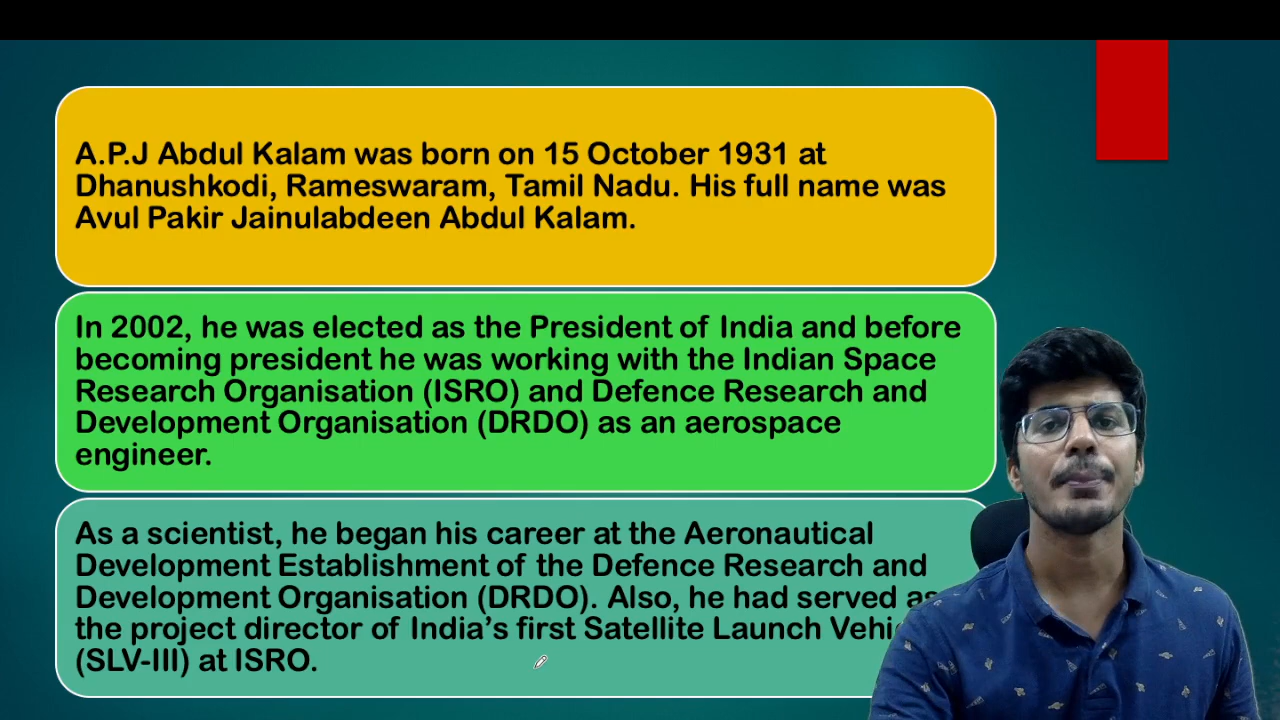 A.P.J Abdul Kalam was born on 15 October 1931 at
Dhanushkodi, Rameswaram, Tamil Nadu. His full name was
Avul Pakir Jainulabdeen Abdul Kalam.
In 2002, he was elected as the President of India and before
becoming president he was working with the Indian Space
Research Organisation (ISRO) and Defence Research and
Development Organisation (DRDO) as an aerospace
engineer.
As a scientist, he began his career at the Aeronautical
Development Establishment of the Defence Research and
Development Organisation (DRDO). Also, he had served as
the project director of India's first Satellite Launch
(SLV-III) at ISRO.